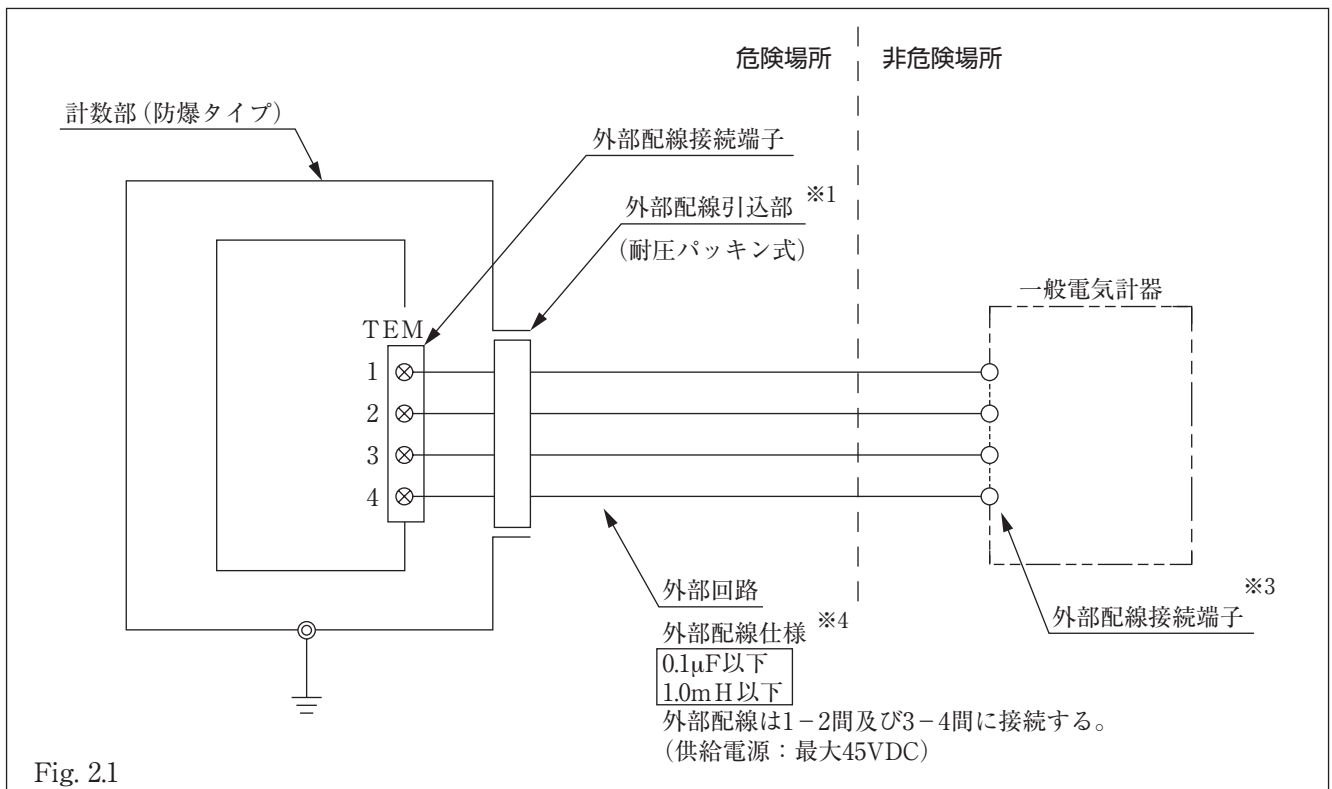 危険場所
非危険場所
計数部(防爆タイプ)
外部配線接続端子
外部配線引込部 ※1
(耐圧パッキン式)
一般電気計器
TEM
1
2
3
4
外部回路
外部配線仕様 ※4
0.1μF以下
1.0mH以下
外部配線は1-2間及び3-4間に接続する。
(供給電源:最大45VDC)
外部配線接続端子 ※3
Fig. 2.1